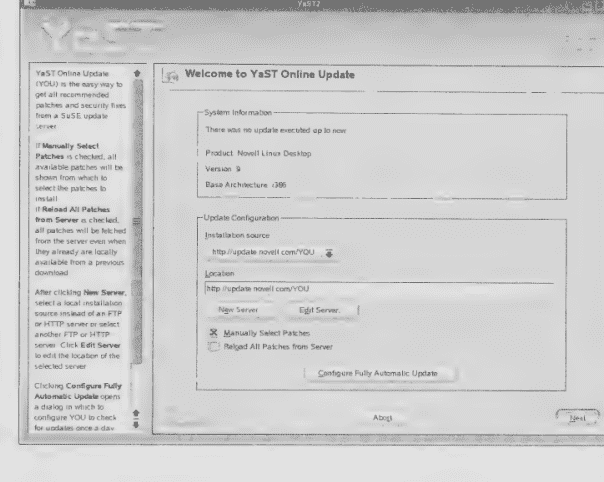 YaST2
YaST
YaST Online Update
(YOU) is the easy way to
get all recommended
patches and security fixes
from a SuSE update
server
If Manually Select
Patches is checked, all
available patches will be
shown from which to
select the patches to
install
If Reload All Patches
from Server is checked,
all patches will be fetched
from the server even when
they already are locally
available from a previous
download
After clicking New Server,
select a local installation
source instead of an FTP
or HTTP server or select
another FTP or HTTP
server Click Edit Server
to edit the location of the
selected server
Clicking Configure Fully
Automatic Update opens
a dialog in which to
configure YOU to check
for updates once a day
Welcome to YaST Online Update
System Information
There was no update executed up to now
Product Novell Linux Desktop
Version 9
Base Architecture i386
Update Configuration
Installation source
http://update novell com/YOU
Location
http //update novell com/YOU
New Server
Edit Server.
Manually Select Patches
Reload All Patches from Server
Configure Fully Automatic Update
Abort
Next